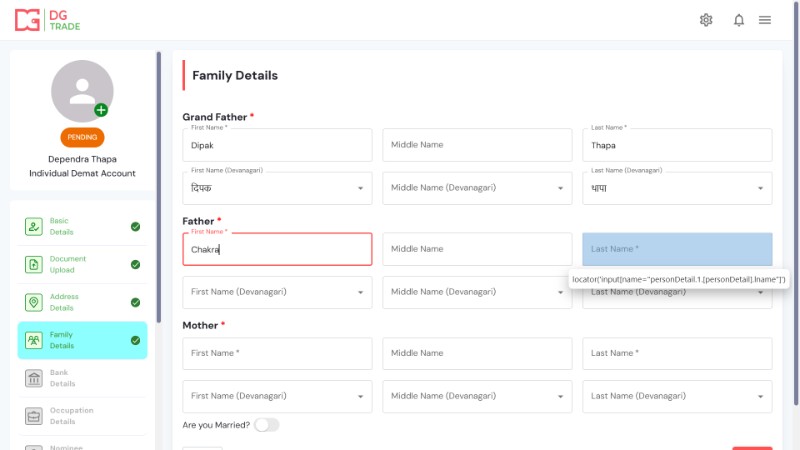 DG
TRADE
PENDING
Dependra Thapa
Individual Demat Account
Basic
Details
Document
Upload
Address
Details
Family
Details
Bank
Details
Occupation
Details
Nominee
Family Details
Grand Father *
First Name *
Dipak
Middle Name
Last Name *
Thapa
First Name (Devanagari)
दिपक
Middle Name (Devanagari)
Last Name (Devanagari)
थापा
Father *
First Name *
Chakra
Middle Name
Last Name *
locator('input[name="personDetail.1.[personDetail].lname"]')
First Name (Devanagari)
Middle Name (Devanagari)
Last Name (Devanagari)
Mother *
First Name *
Middle Name
Last Name *
First Name (Devanagari)
Middle Name (Devanagari)
Last Name (Devanagari)
Are you Married?